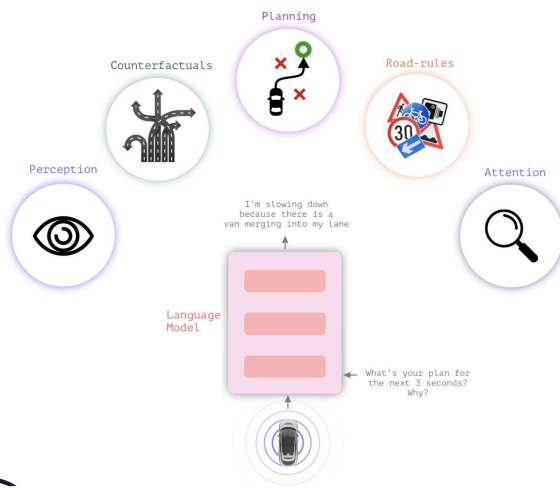 Planning
Counterfactuals
Road-rules
30
Perception
Attention
I'm slowing down
because there is a
van merging into my lane
Language
Model
What's your plan for
the next 3 seconds?
Why?